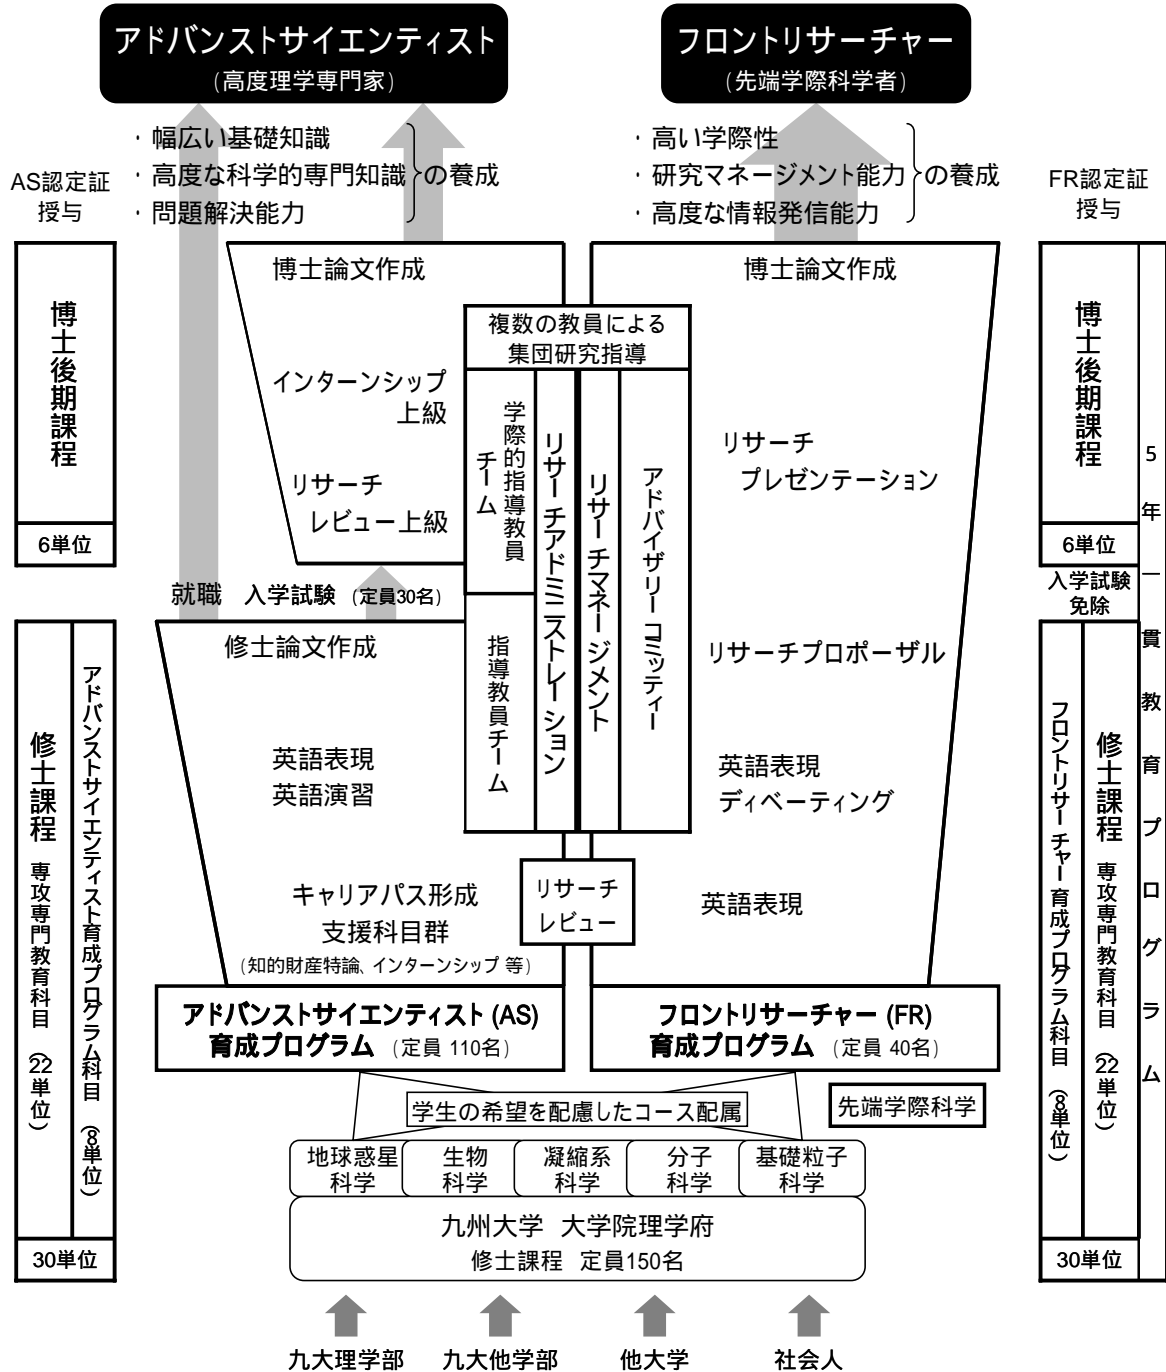 アドバンストサイエンティスト
(高度理学専門家)
フロントリサーチャー
(先端学際科学者)
・幅広い基礎知識
・高度な科学的専門知識
・問題解決能力
の養成
・高い学際性
・研究マネージメント能力
・高度な情報発信能力
の養成
AS認定証
授与
FR認定証
授与
博士後期課程
6単位
博士論文作成
インターンシップ
上級
リサーチ
レビュー上級
就職
入学試験 (定員30名)
修士論文作成
英語表現
英語演習
キャリアパス形成
支援科目群
(知的財産特論、インターンシップ 等)
複数の教員による
集団研究指導
学際的指導教員
チーム
指導教員チーム
リサーチアドミニストレーション
リサーチマネージメント
アドバイザリーコミッティー
リサーチ
レビュー
博士論文作成
リサーチ
プレゼンテーション
リサーチプロポーザル
英語表現
ディベーティング
英語表現
博士後期課程
6単位
入学試験
免除
5年一貫教育プログラム
修士課程 専攻専門教育科目 (22単位)
アドバンストサイエンティスト育成プログラム科目 (8単位)
30単位
フロントリサーチャー育成プログラム科目 (8単位)
修士課程 専攻専門教育科目 (22単位)
30単位
アドバンストサイエンティスト (AS)
育成プログラム (定員 110名)
フロントリサーチャー (FR)
育成プログラム (定員 40名)
学生の希望を配慮したコース配属
先端学際科学
地球惑星
科学
生物
科学
凝縮系
科学
分子
科学
基礎粒子
科学
九州大学 大学院理学府
修士課程 定員150名
九大理学部
九大他学部
他大学
社会人